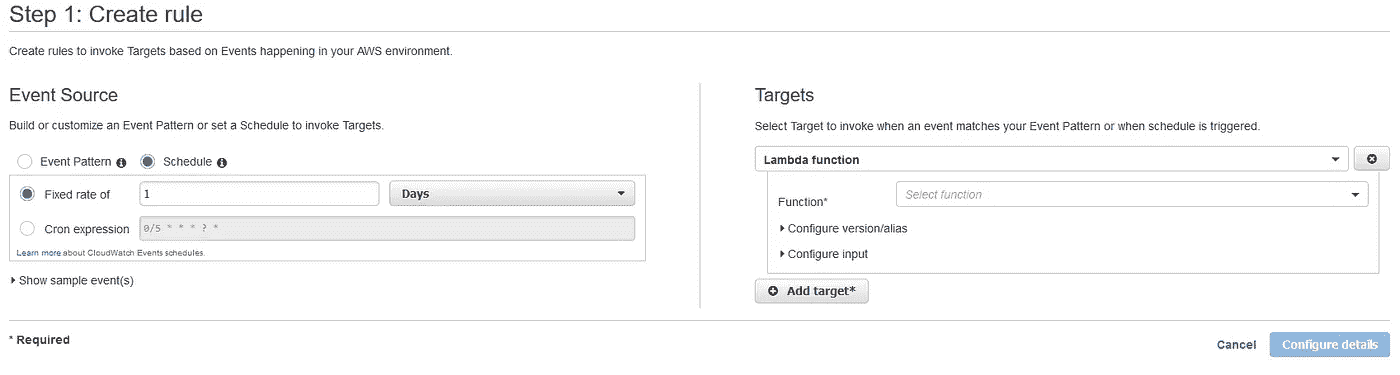 Step 1: Create rule
Create rules to invoke Targets based on Events happening in your AWS environment.
Event Source
Build or customize an Event Pattern or set a Schedule to invoke Targets.
Event Pattern
Schedule
Fixed rate of
1
Days
Cron expression
0/5 * * * ? *
Learn more about CloudWatch Events schedules.
Show sample event(s)
Targets
Select Target to invoke when an event matches your Event Pattern or when schedule is triggered.
Lambda function
Function*
Select function
Configure version/alias
Configure input
Add target*
* Required
Cancel
Configure details